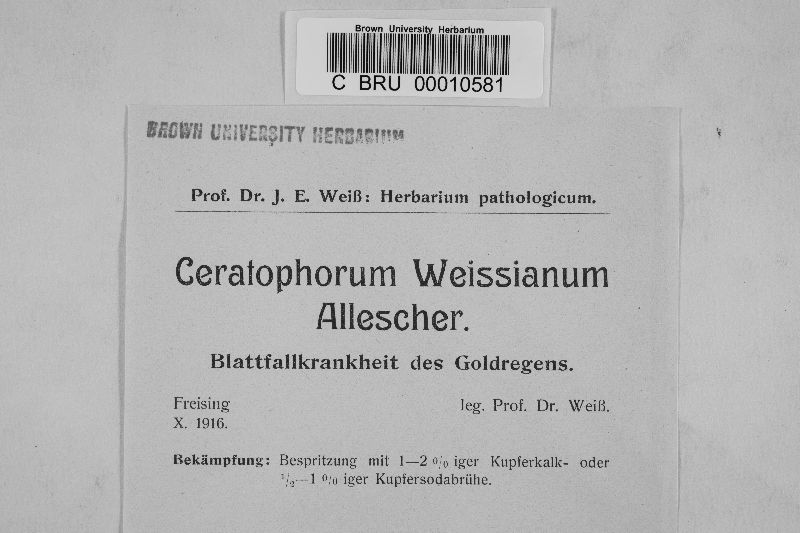 Brown University Herbarium
C BRU 00010581
BROWN UNIVERSITY HERBARIUM
Prof. Dr. J. E. Weiß: Herbarium pathologicum.
Ceratophorum Weissianum
Allescher.
Blattfallkrankheit des Goldregens.
Freising leg. Prof. Dr. Weiß.
X. 1916.
Bekämpfung: Bespritzung mit 1—2 % iger Kupferkalk- oder
1/2—1 % iger Kupfersodabrühe.